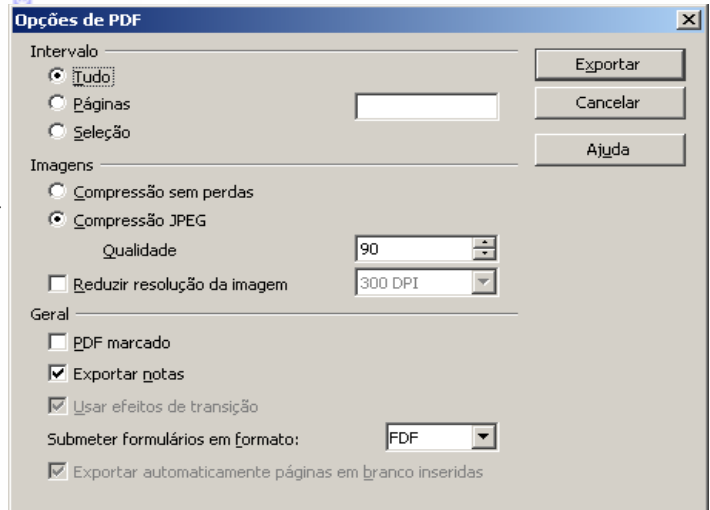 Opções de PDF
Intervalo
Tudo
Páginas
Seleção
Exportar
Cancelar
Ajuda
Imagens
Compressão sem perdas
Compressão JPEG
Qualidade 90
Reduzir resolução da imagem 300 DPI
Geral
PDF marcado
Exportar notas
Usar efeitos de transição
Submeter formulários em formato: FDF
Exportar automaticamente páginas em branco inseridas